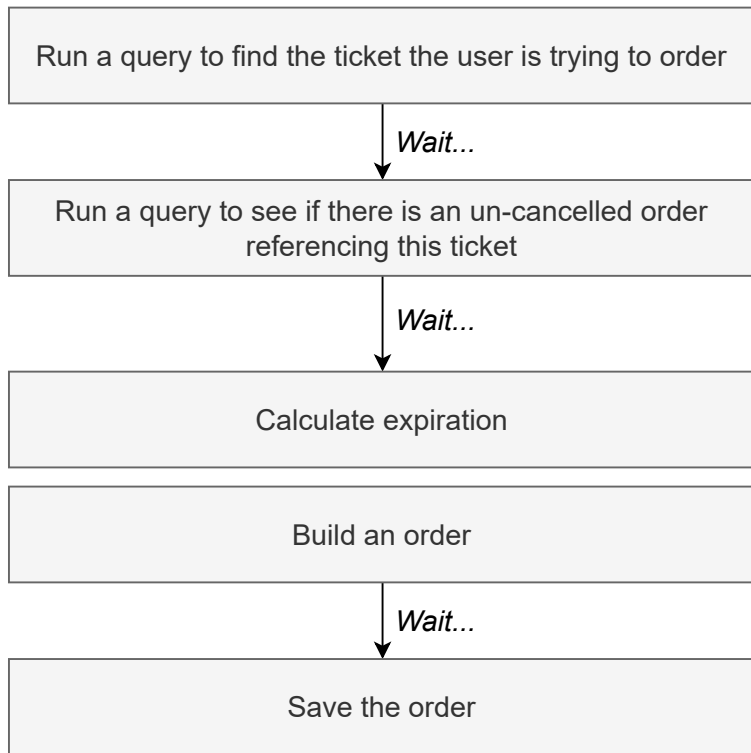 Run a query to find the ticket the user is trying to order
Wait...
Run a query to see if there is an un-cancelled order
referencing this ticket
Wait...
Calculate expiration
Build an order
Wait...
Save the order